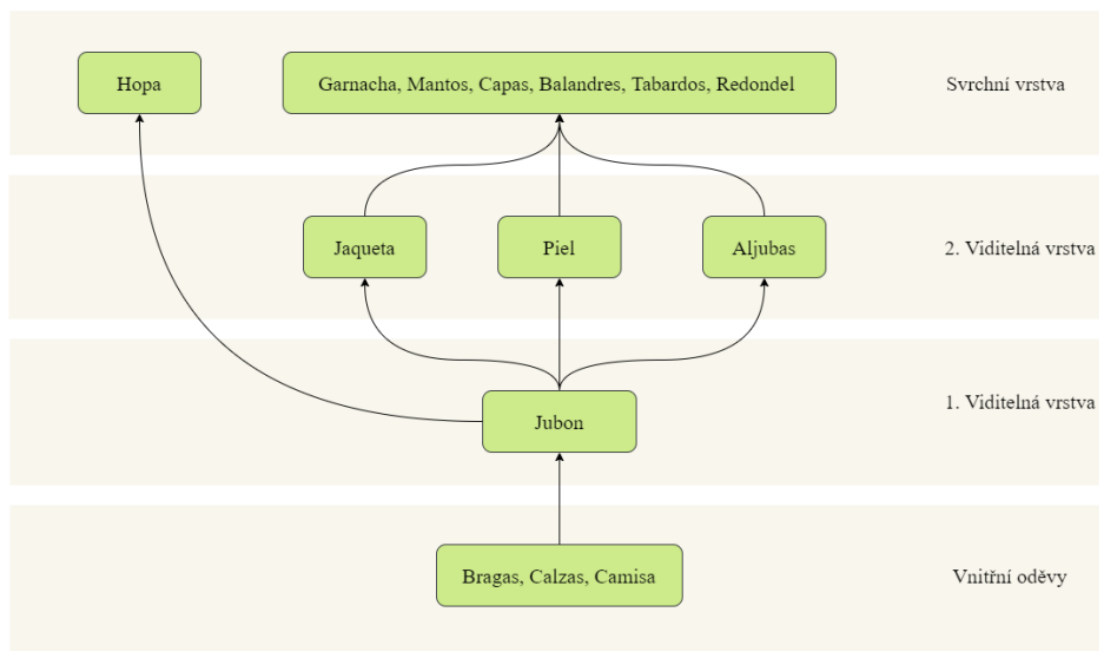 Hopa
Garnacha, Mantos, Capas, Balandres, Tabardos, Redondel
Svrchní vrstva
Jaqueta
Piel
Aljubas
2. Viditelná vrstva
1. Viditelná vrstva
Jubon
Bragas, Calzas, Camisa
Vnitřní oděvy